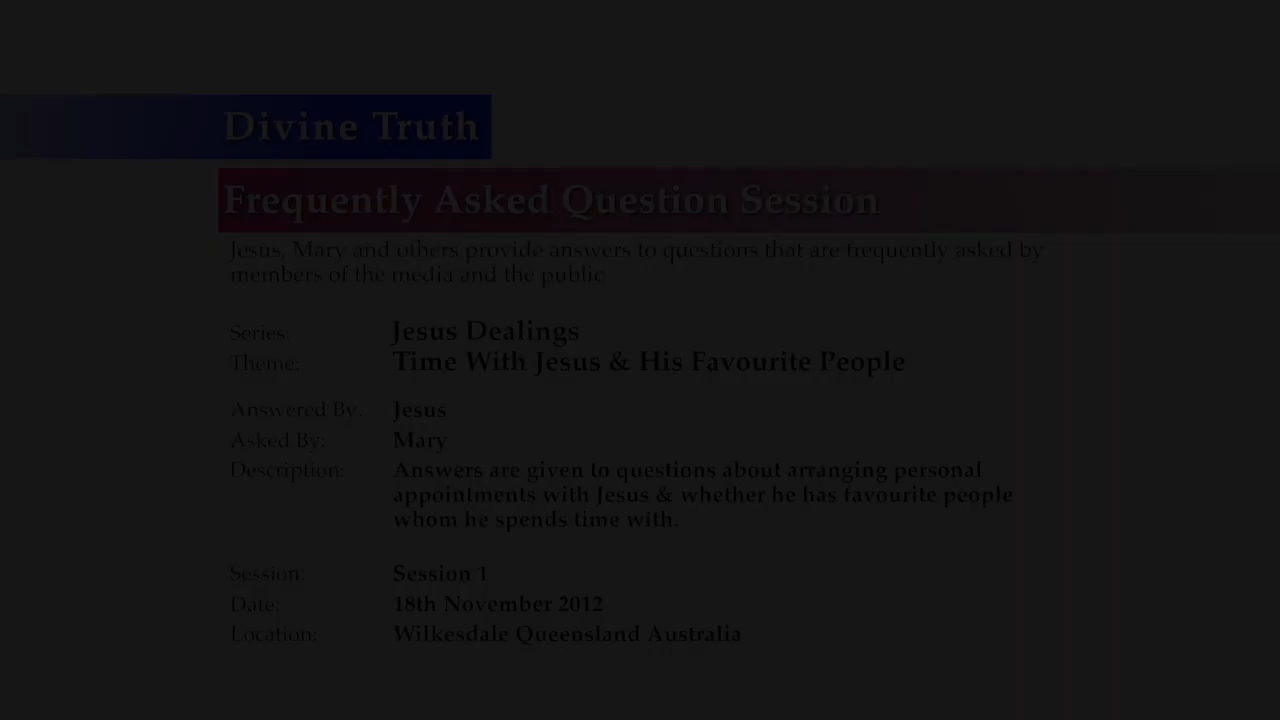 Divine Truth
Frequently Asked Question Session
Jesus, Mary and others provide answers to questions that are frequently asked by
members of the media and the public
Series: Jesus Dealings
Theme: Time With Jesus & His Favourite People
Answered By: Jesus
Asked By: Mary
Description: Answers are given to questions about arranging personal
appointments with Jesus & whether he has favourite people
whom he spends time with.
Session: Session 1
Date: 18th November 2012
Location: Wilkesdale Queensland Australia